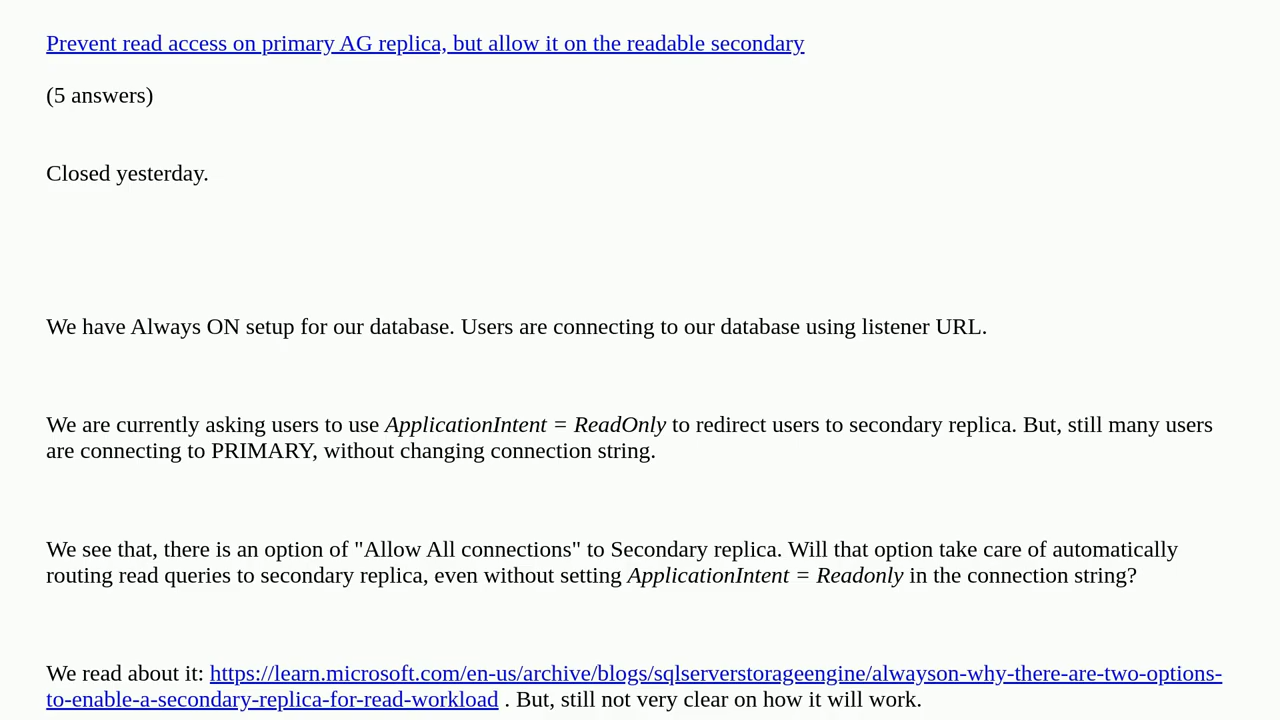 Prevent read access on primary AG replica, but allow it on the readable secondary
(5 answers)
Closed yesterday.
We have Always ON setup for our database. Users are connecting to our database using listener URL.
We are currently asking users to use ApplicationIntent = ReadOnly to redirect users to secondary replica. But, still many users
are connecting to PRIMARY, without changing connection string.
We see that, there is an option of "Allow All connections" to Secondary replica. Will that option take care of automatically
routing read queries to secondary replica, even without setting ApplicationIntent = Readonly in the connection string?
We read about it: https://learn.microsoft.com/en-us/archive/blogs/sqlserverstorageengine/alwayson-why-there-are-two-options-
to-enable-a-secondary-replica-for-read-workload . But, still not very clear on how it will work.